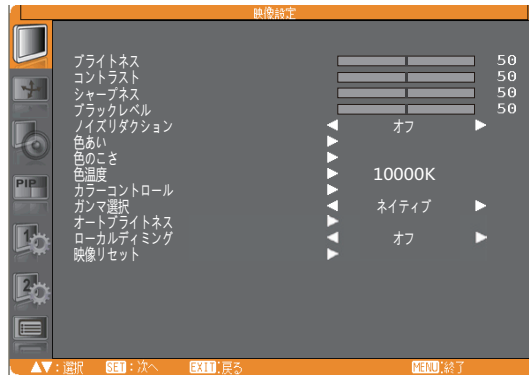 映像設定
ブライトネス 50
コントラスト 50
シャープネス 50
ブラックレベル 50
ノイズリダクション オフ
色あい
色のこさ
色温度 10000K
カラーコントロール
ガンマ選択 ネイティブ
オートブライトネス
ローカルディミング オフ
映像リセット
PIP
1
2
▲▼:選択 SET:次へ EXIT:戻る MENU:終了